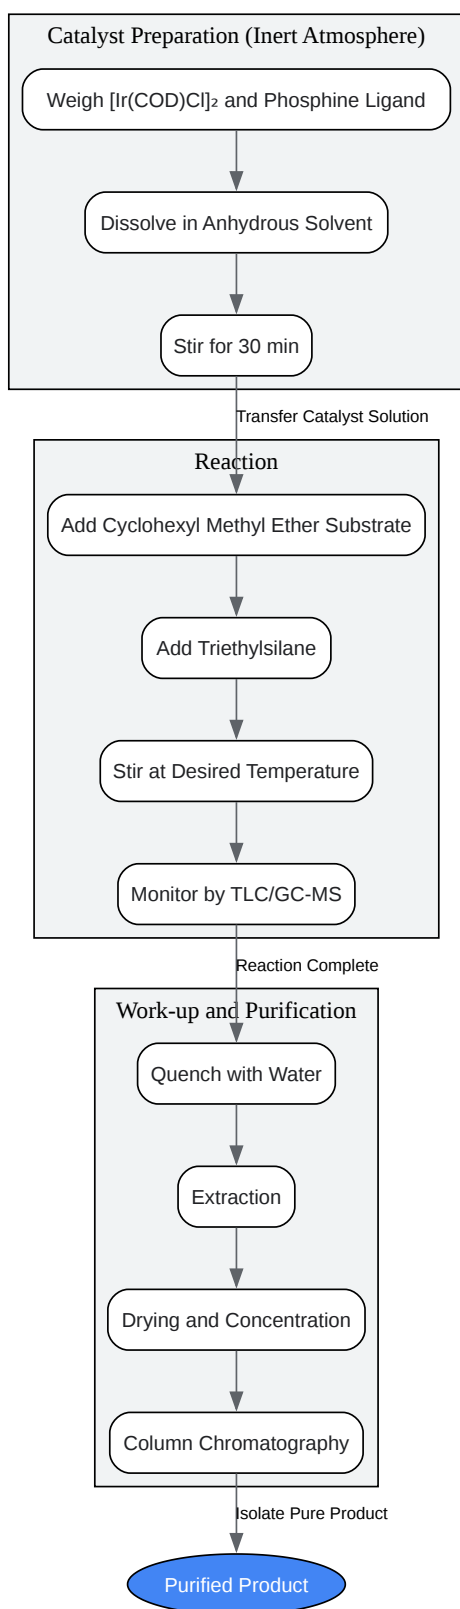 Catalyst Preparation (Inert Atmosphere)
Weigh [Ir(COD)Cl]₂ and Phosphine Ligand
Dissolve in Anhydrous Solvent
Stir for 30 min
Transfer Catalyst Solution
Reaction
Add Cyclohexyl Methyl Ether Substrate
Add Triethylsilane
Stir at Desired Temperature
Monitor by TLC/GC-MS
Reaction Complete
Work-up and Purification
Quench with Water
Extraction
Drying and Concentration
Column Chromatography
Isolate Pure Product
Purified Product